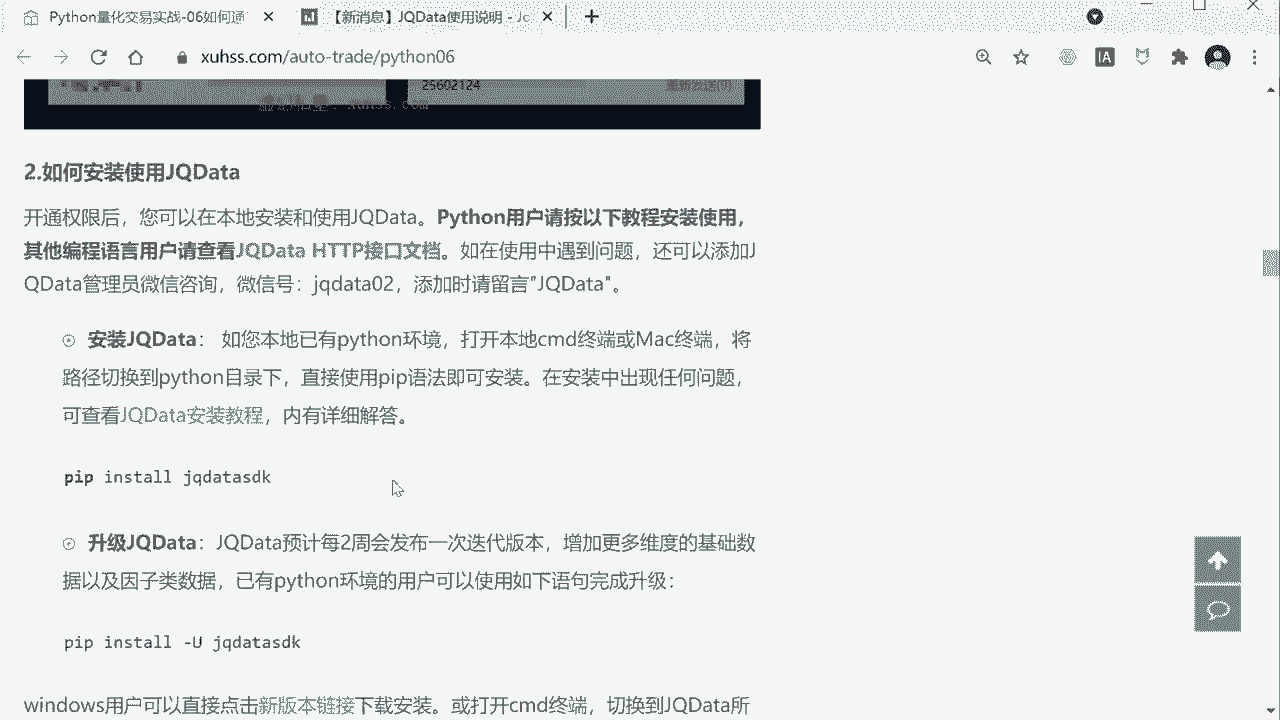 Python量化交易实战-06如何通
【新消息】JQData使用说明 - Jc
xuhss.com/auto-trade/python06
25602124
2.如何安装使用JQData
开通权限后，您可以在本地安装和使用JQData。Python用户请按以下教程安装使用，
其他编程语言用户请查看JQData HTTP接口文档。如在使用中遇到问题，还可以添加J
QData管理员微信咨询，微信号：jqdata02，添加时请留言"JQData"。
安装JQData： 如您本地已有python环境，打开本地cmd终端或Mac终端，将
路径切换到python目录下，直接使用pip语法即可安装。在安装中出现任何问题，
可查看JQData安装教程，内有详细解答。
pip install jqdatasdk
升级JQData：JQData预计每2周会发布一次迭代版本，增加更多维度的基础数
据以及因子类数据，已有python环境的用户可以使用如下语句完成升级：
pip install -U jqdatasdk
windows用户可以直接点击新版本链接下载安装。或打开cmd终端，切换到JQData所